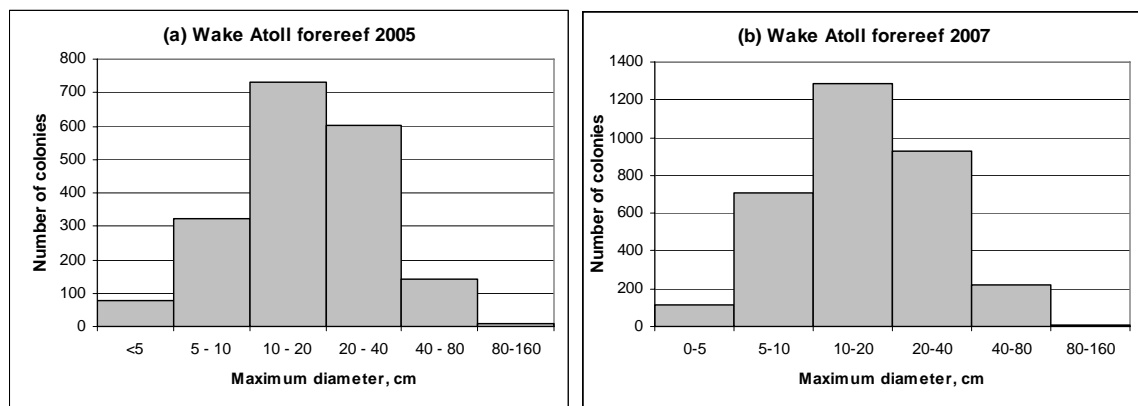 (a) Wake Atoll forereef 2005
Number of colonies
800
700
600
500
400
300
200
100
0
<5 5 - 10 10 - 20 20 - 40 40 - 80 80-160
Maximum diameter, cm
(b) Wake Atoll forereef 2007
Number of colonies
1400
1200
1000
800
600
400
200
0
0-5 5-10 10-20 20-40 40-80 80-160
Maximum diameter, cm